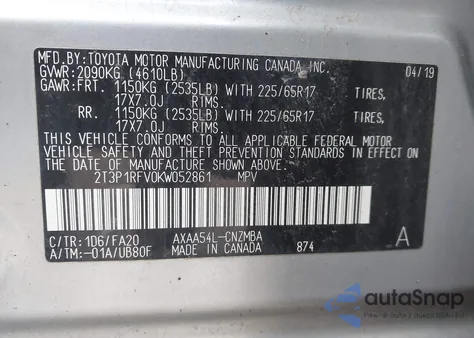 MFD.BY:TOYOTA MOTOR MANUFACTURING CANADA,INC.
GVWR:2090KG (4610LB) 04/19
GAWR:FRT. 1150KG (2535LB) WITH 225/65R17 TIRES,
17X7.0J RIMS.
RR. 1150KG (2535LB) WITH 225/65R17 TIRES,
17X7.0J RIMS.
THIS VEHICLE CONFORMS TO ALL APPLICABLE FEDERAL MOTOR
VEHICLE SAFETY AND THEFT PREVENTION STANDARDS IN EFFECT
ON THE DATE OF MANUFACTURE SHOWN ABOVE.
2T3P1RFV0KW052861 MPV
C/TR:1D6/FA20 AXAA54L-CNZMBA A
A/TM:-01A/UB80F MADE IN CANADA 874
autoSnap